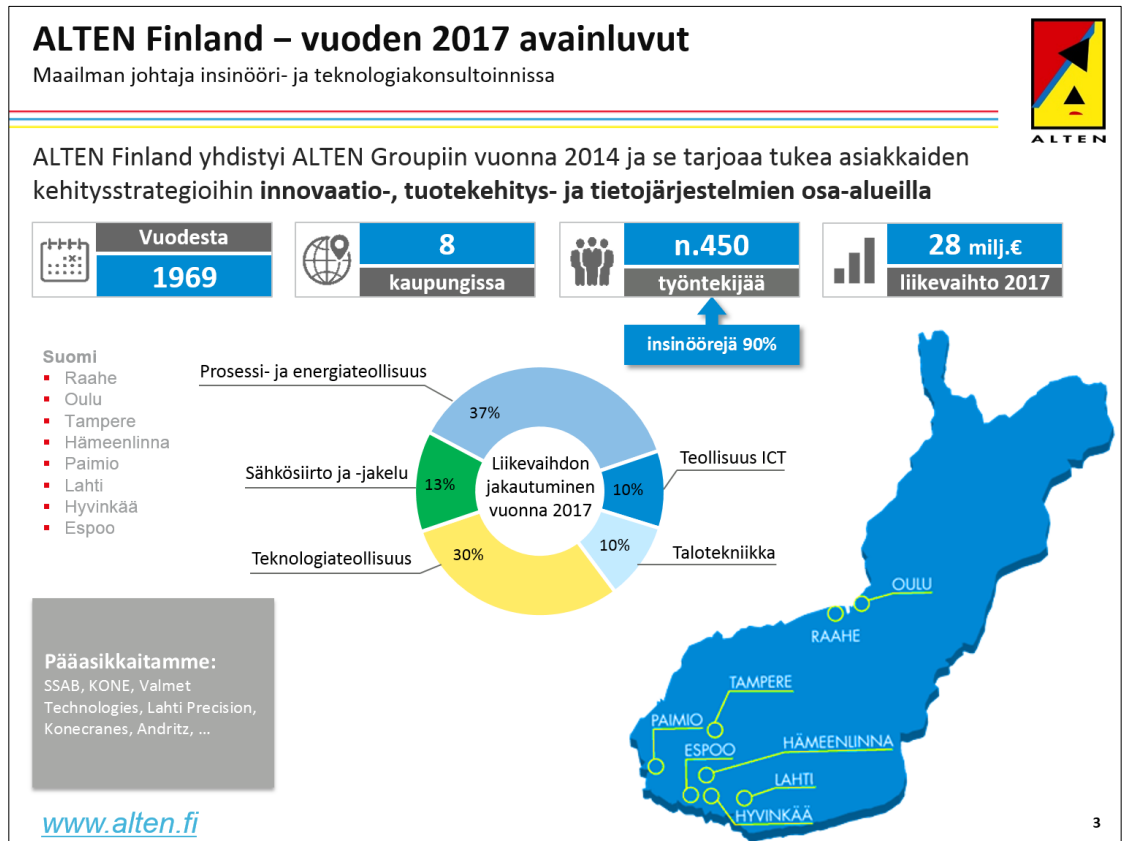 ALTEN Finland – vuoden 2017 avainluvut
Maailman johtaja insinööri- ja teknologiakonsultoinnissa
ALTEN
ALTEN Finland yhdistyi ALTEN Groupiin vuonna 2014 ja se tarjoaa tukea asiakkaiden
kehitysstrategioihin innovaatio-, tuotekehitys- ja tietojärjestelmien osa-alueilla
Vuodesta
1969
8
kaupungissa
n.450
työntekijää
28 milj.€
liikevaihto 2017
insinöörejä 90%
Suomi
Raahe
Oulu
Tampere
Hämeenlinna
Paimio
Lahti
Hyvinkää
Espoo
Prosessi- ja energiateollisuus
37%
Sähkösiirto ja -jakelu
13%
Teknologiateollisuus
30%
Liikevaihdon
jakautuminen
vuonna 2017
Teollisuus ICT
10%
Talotekniikka
10%
Pääasikkaitamme:
SSAB, KONE, Valmet
Technologies, Lahti Precision,
Konecranes, Andritz, ...
OULU
RAAHE
TAMPERE
PAIMIO
ESPOO
HÄMEENLINNA
LAHTI
HYVINKÄÄ
www.alten.fi
3